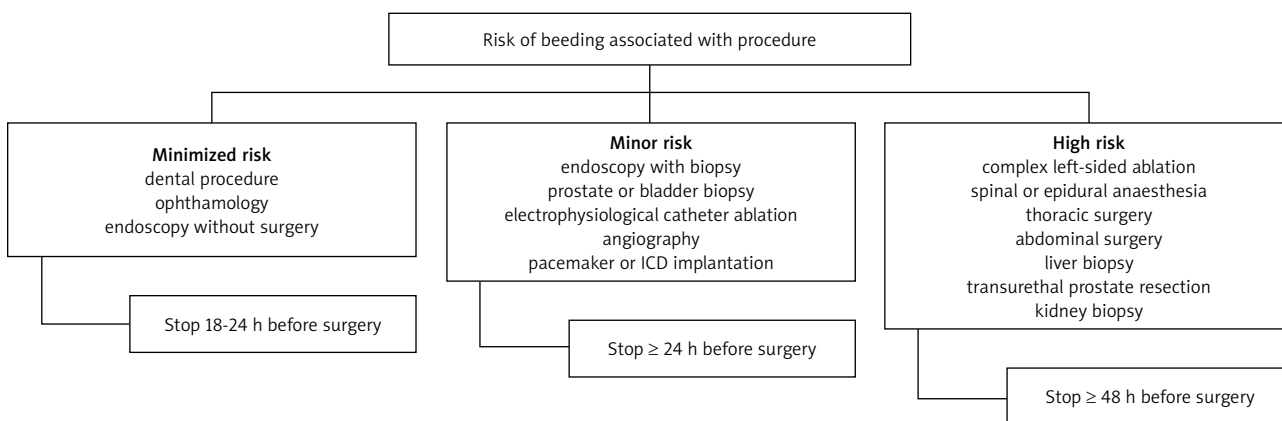 Risk of beeding associated with procedure
Minimized risk
dental procedure
ophthamology
endoscopy without surgery
Stop 18-24 h before surgery
Minor risk
endoscopy with biopsy
prostate or bladder biopsy
electrophysiological catheter ablation
angiography
pacemaker or ICD implantation
Stop ≥ 24 h before surgery
High risk
complex left-sided ablation
spinal or epidural anaesthesia
thoracic surgery
abdominal surgery
liver biopsy
transurethal prostate resection
kidney biopsy
Stop ≥ 48 h before surgery